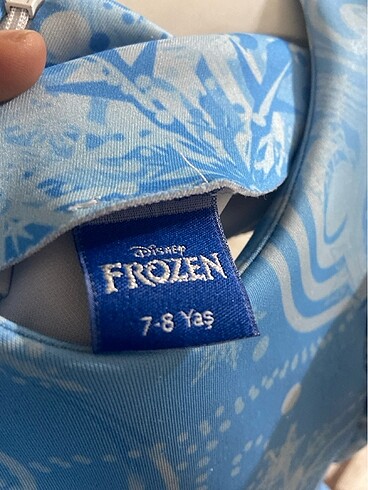 Disney
FROZEN
7-8 Yaş